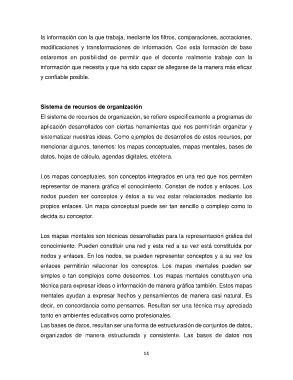 la información con la que trabaja, mediante los filtros, comparaciones, acotaciones,
modificaciones y transformaciones de información. Con esta formación de base
estaremos en posibilidad de permitir que el docente realmente trabaje con la
información que necesita y que ha sido capaz de allegarse de la manera más eficaz
y confiable posible.
Sistema de recursos de organización
El sistema de recursos de organización, se refiere específicamente a programas de
aplicación desarrollados con ciertas herramientas que nos permitirán organizar y
sistematizar nuestras ideas. Como ejemplos de desarrollos de estos recursos, por
mencionar algunos, tenemos: los mapas conceptuales, mapas mentales, bases de
datos, hojas de cálculo, agendas digitales, etcétera.
Los mapas conceptuales, son conceptos integrados en una red que nos permiten
representar de manera gráfica el conocimiento. Constan de nodos y enlaces. Los
nodos pueden ser conceptos y éstos a su vez estar relacionados mediante los
propios enlaces. Un mapa conceptual puede ser tan sencillo o complejo como lo
decida su conceptor.
Los mapas mentales son técnicas desarrolladas para la representación gráfica del
conocimiento. Pueden constituir una red y esta red a su vez está constituida por
nodos y enlaces. En los nodos, se pueden representar conceptos y a su vez los
enlaces permitirán relacionar los conceptos. Los mapas mentales pueden ser
simples o tan complejos como deseemos. Los mapas mentales constituyen una
técnica para expresar ideas o información de manera gráfica también. Estos mapas
mentales ayudan a expresar hechos y pensamientos de manera casi natural. Es
decir, en concordancia como pensamos. Resultan ser una técnica muy apreciada
tanto en ambientes educativos como profesionales.
Las bases de datos, resultan ser una forma de estructuración de conjuntos de datos,
organizados de manera estructurada y consistente. Las bases de datos nos